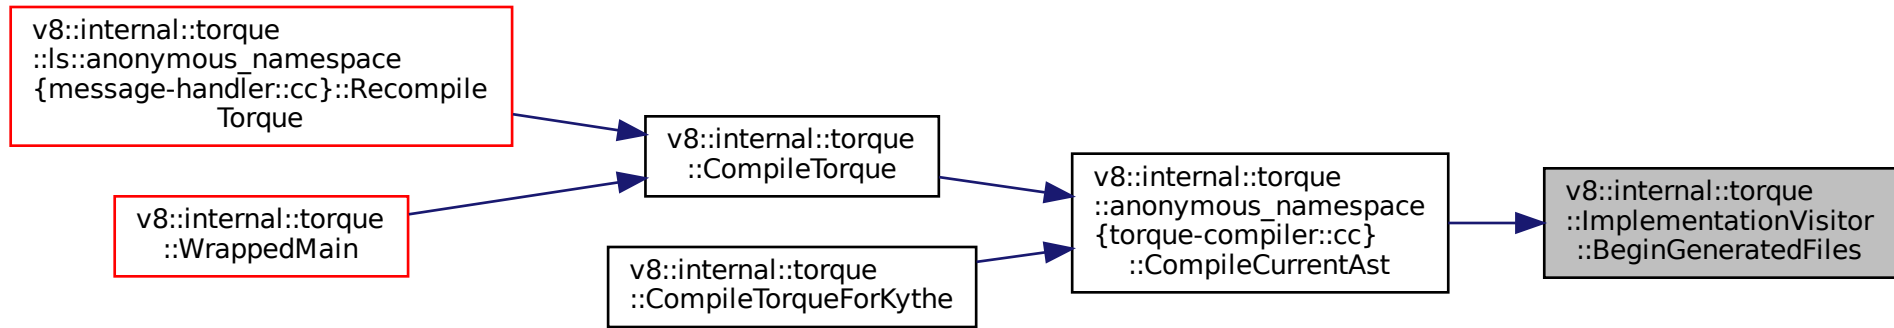 v8::internal::torque
::ls::anonymous_namespace
{message-handler::cc}::Recompile
Torque
v8::internal::torque
::WrappedMain
v8::internal::torque
::CompileTorque
v8::internal::torque
::CompileTorqueForKythe
v8::internal::torque
::anonymous_namespace
{torque-compiler::cc}
::CompileCurrentAst
v8::internal::torque
::ImplementationVisitor
::BeginGeneratedFiles